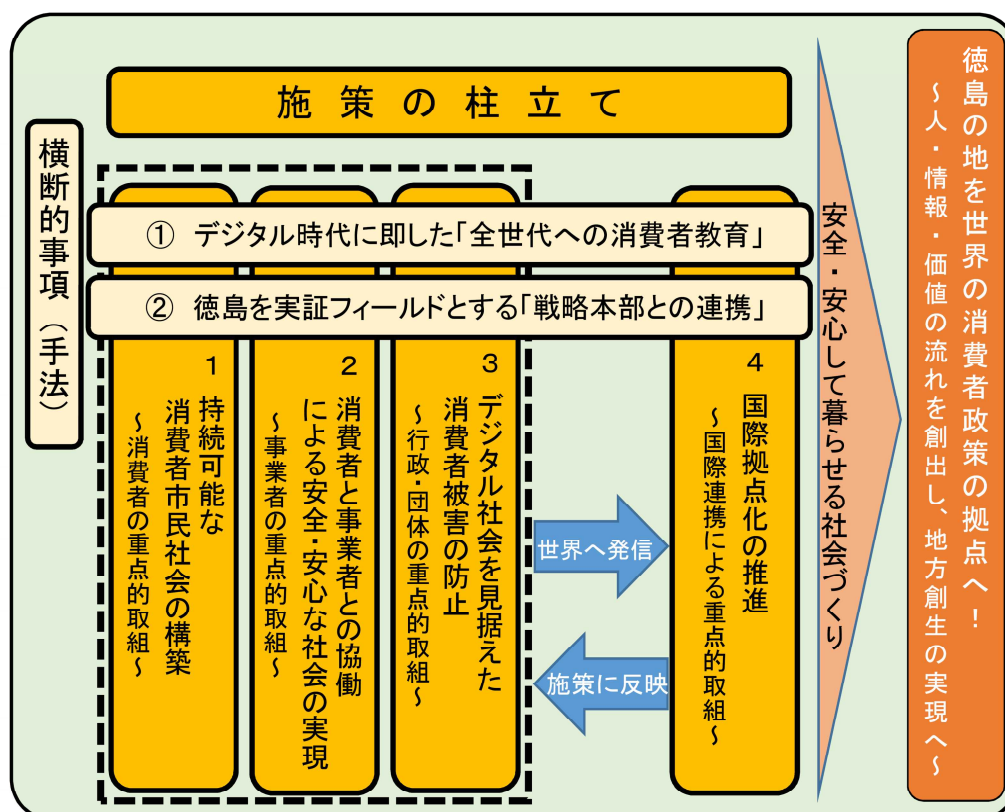 施策の柱立て
横断的事項（手法）
① デジタル時代に即した「全世代への消費者教育」
② 徳島を実証フィールドとする「戦略本部との連携」
1 持続可能な
消費者市民社会の構築
～消費者の重点的取組～
2 消費者と事業者との協働
による安全・安心な社会の実現
～事業者の重点的取組～
3 デジタル社会を見据えた
消費者被害の防止
～行政・団体の重点的取組～
世界へ発信
施策に反映
4 国際拠点化の推進
～国際連携による重点的取組～
安全・安心して暮らせる社会づくり
徳島の地を世界の消費者政策の拠点へ！
～人・情報・価値の流れを創出し、地方創生の実現へ～